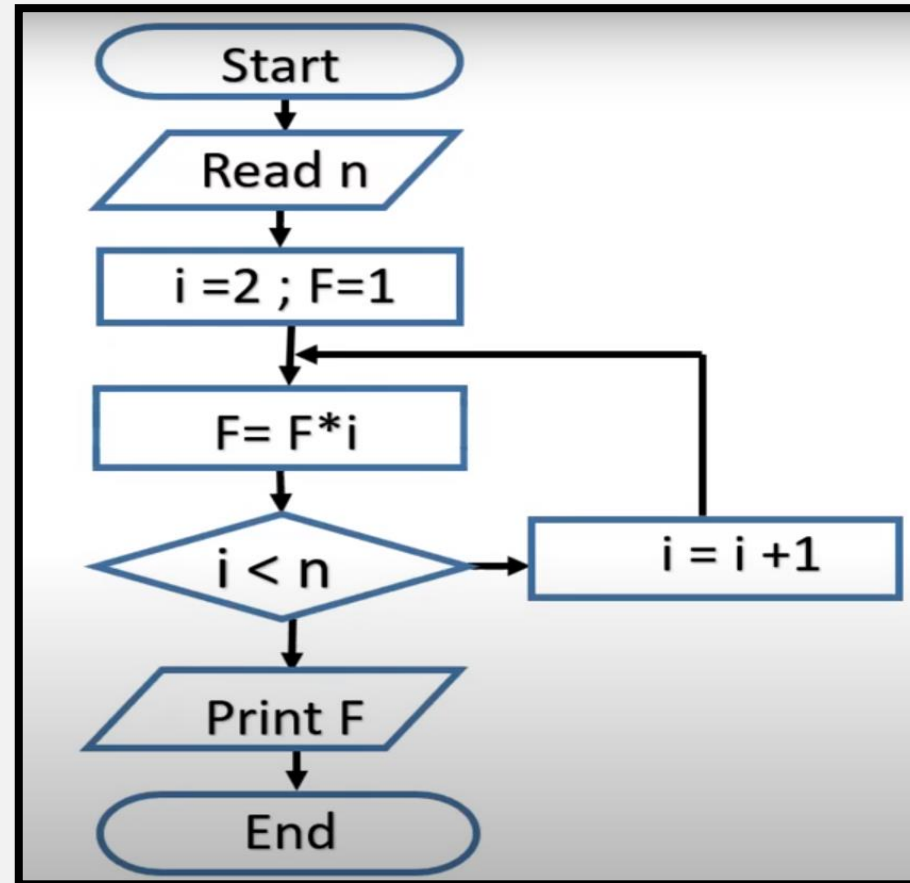 Start
Read n
i =2 ; F=1
F= F*i
i < n
i = i +1
Print F
End